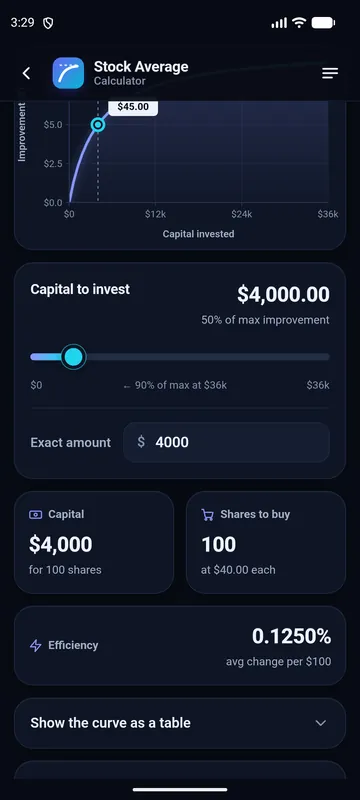 3:29
Stock Average
Calculator
$45.00
Improvement
$5.0
$2.5
$0.0
$0
$12k
$24k
$36k
Capital invested
Capital to invest
$4,000.00
50% of max improvement
$0
← 90% of max at $36k
$36k
Exact amount
$ 4000
Capital
$4,000
for 100 shares
Shares to buy
100
at $40.00 each
Efficiency
0.1250%
avg change per $100
Show the curve as a table